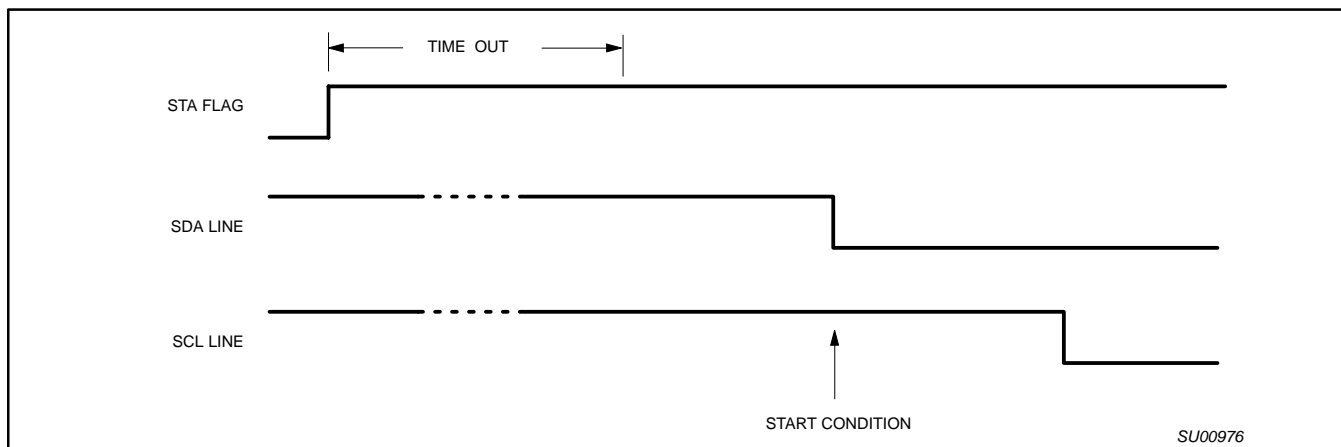 TIME OUT
STA FLAG
SDA LINE
SCL LINE
START CONDITION
SU00976